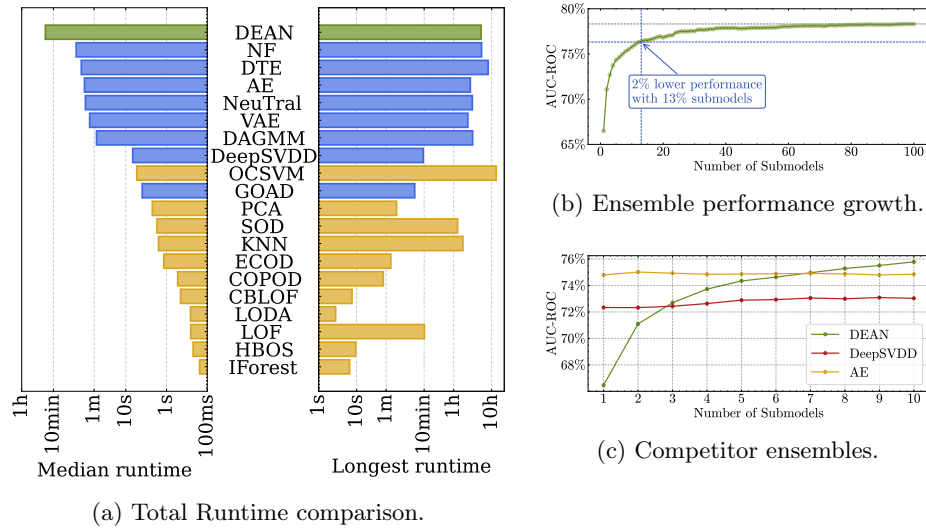 DEAN
NF
DTE
AE
NeuTral
VAE
DAGMM
DeepSVDD
OCSVM
GOAD
PCA
SOD
KNN
ECOD
COPOD
CBLOF
LODA
LOF
HBOS
IForest
1h
10min
1m
10s
1s
100ms
Median runtime
1s
10s
1m
10min
1h
10h
Longest runtime
(a) Total Runtime comparison.
80%
75%
70%
65%
AUC-ROC
2% lower performance
with 13% submodels
0 20 40 60 80 100
Number of Submodels
(b) Ensemble performance growth.
76%
74%
72%
70%
68%
AUC-ROC
DEAN
DeepSVDD
AE
1 2 3 4 5 6 7 8 9 10
Number of Submodels
(c) Competitor ensembles.